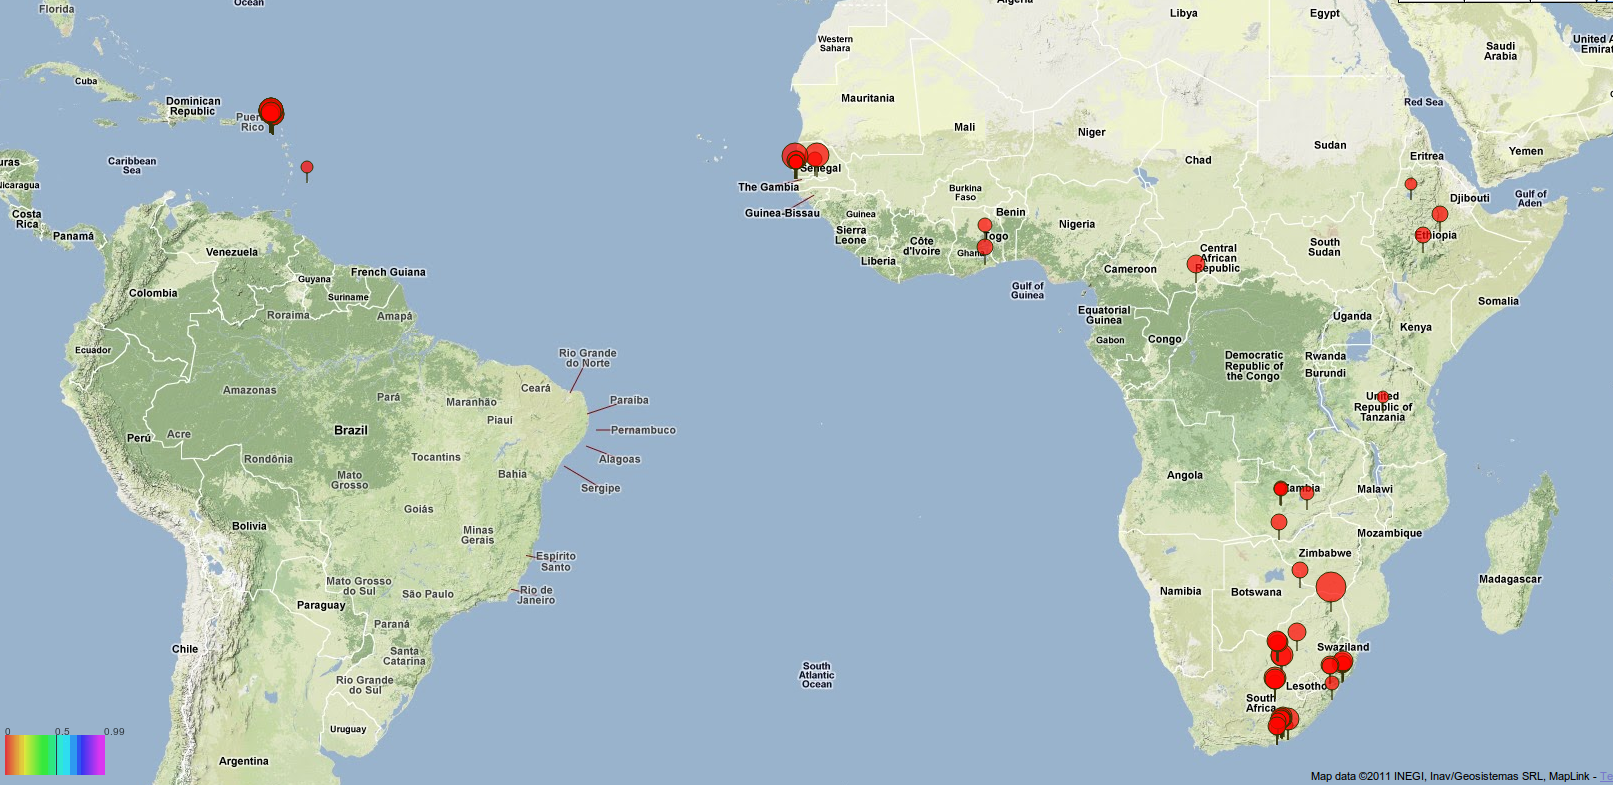 Ocean
Florida
Cuba
Dominican
Republic
Puer
Rico
Caribbean
Sea
uras
Nicaragua
Costa
Rica
Panamá
Venezuela
Guyana
French Guiana
Suriname
Colombia
Roraima
Amapá
Ecuador
Amazonas
Pará
Maranhão
Ceará
Rio Grande
do Norte
Paraíba
Piauí
Pernambuco
Perú
Acre
Brazil
Rondônia
Tocantins
Alagoas
Mato
Grosso
Bahia
Sergipe
Goiás
Bolivia
Minas
Gerais
Espírito
Santo
Mato Grosso
do Sul
São Paulo
Rio de
Janeiro
Paraguay
Paraná
Chile
Santa
Catarina
Rio Grande
do Sul
Uruguay
Argentina
0
0.5
0.99
Algeria
Libya
Egypt
Western
Sahara
Saudi
Arabia
United A
Emirat
Mauritania
Red Sea
Mali
Niger
Chad
Sudan
Eritrea
Yemen
Senegal
The Gambia
Guinea-Bissau
Burkina
Faso
Djibouti
Gulf of
Aden
Guinea
Benin
Sierra
Leone
Côte
d'Ivoire
Togo
Nigeria
Ghana
Liberia
Ethiopia
Central
African
Republic
South
Sudan
Cameroon
Gulf of
Guinea
Somalia
Equatorial
Guinea
Uganda
Kenya
Gabon
Congo
Democratic
Republic of
the Congo
Rwanda
Burundi
United
Republic of
Tanzania
Angola
Zambia
Malawi
Mozambique
Zimbabwe
Namibia
Botswana
Madagascar
Swaziland
South
Atlantic
Ocean
Lesotho
South
Africa
Map data ©2011 INEGI, Inav/Geosistemas SRL, MapLink - Te